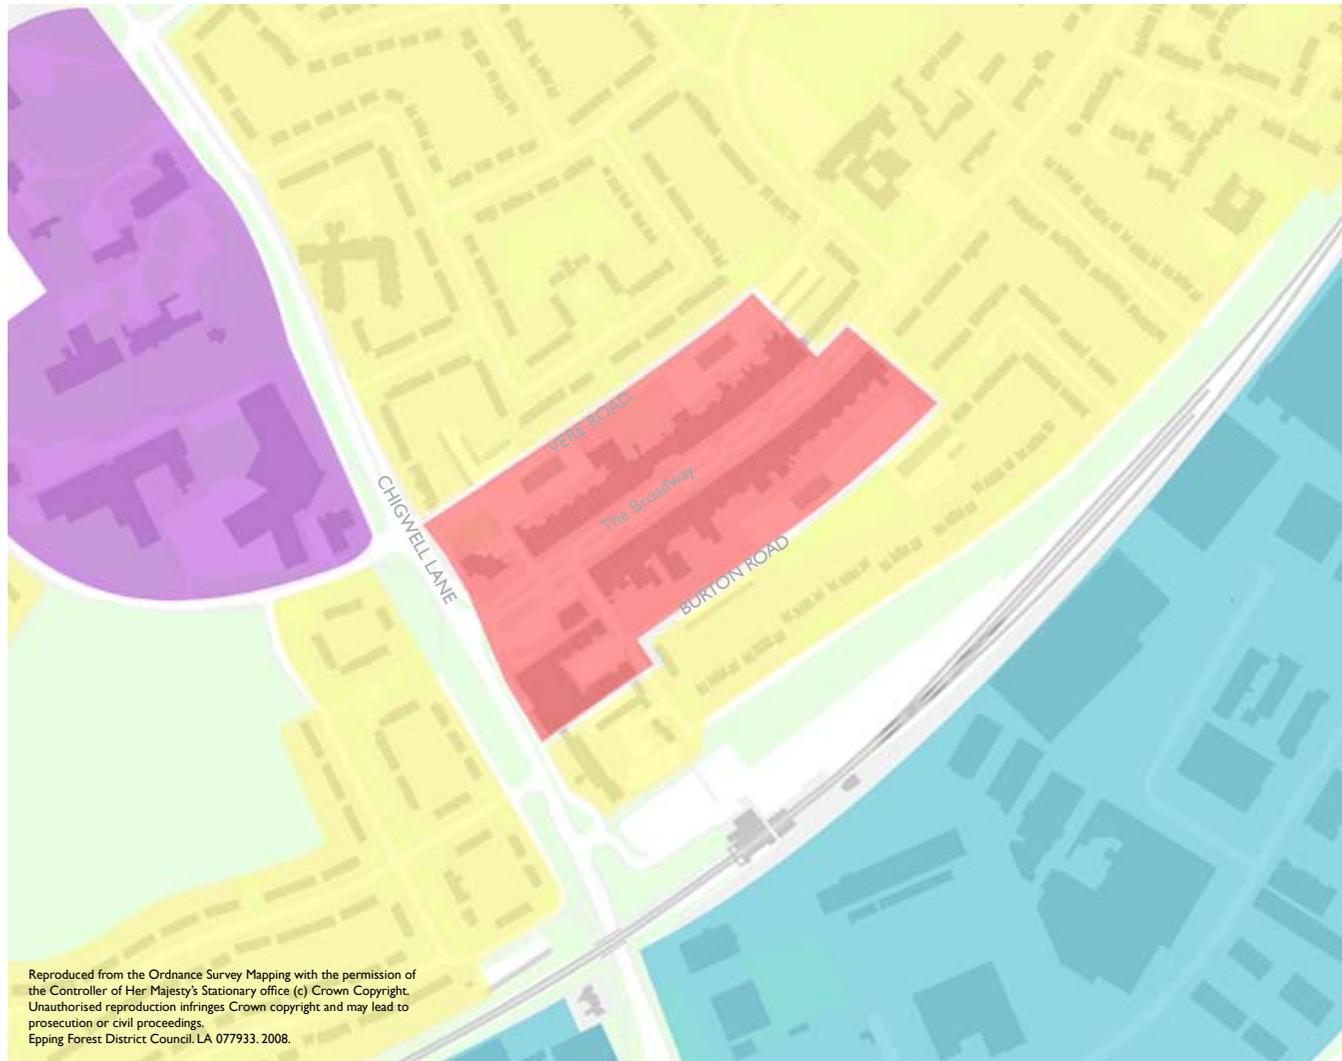 VERE ROAD
CHIGWELL LANE
The Broadway
BURTON ROAD
Reproduced from the Ordnance Survey Mapping with the permission of
the Controller of Her Majesty's Stationary office (c) Crown Copyright.
Unauthorised reproduction infringes Crown copyright and may lead to
prosecution or civil proceedings.
Epping Forest District Council. LA 077933. 2008.